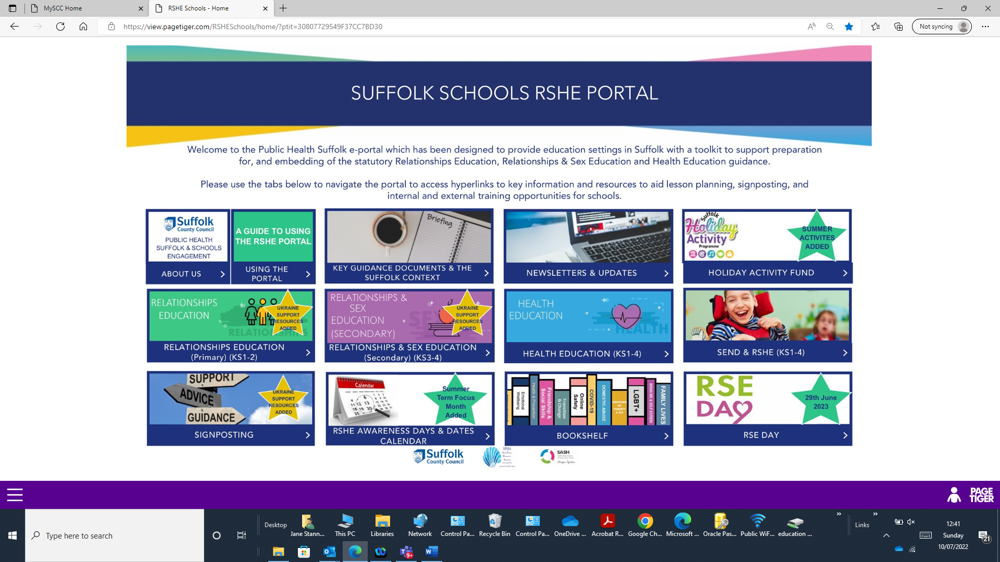 MySCC Home
RSHE Schools - Home
https://view.pagetiger.com/RSHESchools/home/?ptit=30807729549F37CC7BD30
Not syncing
SUFFOLK SCHOOLS RSHE PORTAL
Welcome to the Public Health Suffolk e-portal which has been designed to provide education settings in Suffolk with a toolkit to support preparation
for, and embedding of the statutory Relationships Education, Relationships & Sex Education and Health Education guidance.
Please use the tabs below to navigate the portal to access hyperlinks to key information and resources to aid lesson planning, signposting, and
internal and external training opportunities for schools.
Suffolk
County Council
PUBLIC HEALTH
SUFFOLK & SCHOOLS
ENGAGEMENT
ABOUT US
A GUIDE TO USING
THE RSHE PORTAL
USING THE
PORTAL
Briefing
KEY GUIDANCE DOCUMENTS & THE
SUFFOLK CONTEXT
NEWSLETTERS & UPDATES
Suffolk
Holiday
Activity
Programme
SUMMER
ACTIVITES
ADDED
HOLIDAY ACTIVITY FUND
RELATIONSHIPS
EDUCATION
RELATIONSHIPS
UKRAINE
SUPPORT
RESOURCES
ADDED
RELATIONSHIPS EDUCATION
(Primary) (KS1-2)
RELATIONSHIPS &
SEX
EDUCATION
(SECONDARY)
SEX
UKRAINE
SUPPORT
RESOURCES
ADDED
RELATIONSHIPS & SEX EDUCATION
(Secondary) (KS3-4)
HEALTH
EDUCATION
HEALTH
HEALTH EDUCATION (KS1-4)
SEND & RSHE (KS1-4)
SUPPORT
ADVICE
GUIDANCE
UKRAINE
SUPPORT
RESOURCES
ADDED
SIGNPOSTING
Calendar
Summer
Term Focus
Month
Added
RSHE AWARENESS DAYS & DATES
CALENDAR
Emotional
Wellbeing
Health & Prevention
Friendship &
Social Skills
Transition
& Change
Online
Safety
COVID-19
DOMESTIC ABUSE
GROWING
UP,
PUBERTY
& SEX
LGBT+
BEING ME & SELF-ESTEEM
FAMILY LIVES
BOOKSHELF
RSE
DAY
29th June
2023
RSE DAY
Suffolk
County Council
SPHA
SASH
Stronger Together
PAGE
TIGER
Type here to search
Desktop
Jane Stann...
This PC
Libraries
Network
Control Pa...
Recycle Bin
Control Pa...
OneDrive ...
Acrobat R...
Google Ch...
Microsoft ...
Oracle Pas...
Public WiF...
education ...
Links
9+
12:41
Sunday
10/07/2022
21